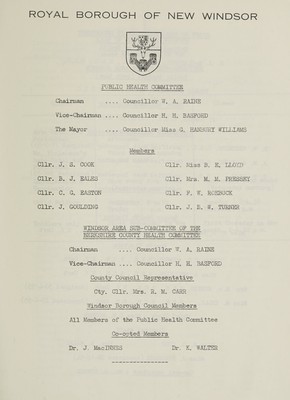 ROYAL BOROUGH OF NEW WINDSOR
PUBLIC HEALTH COMMITTEE
Chairman .... Councillor W. A. RAINE
Vice-Chairman .... Councillor H. H. BASFORD
The Mayor .... Councillor Miss G. HANBURY WILLIAMS
Members
Cllr. J. S. COOK Cllr. Miss D. E. LLOYD
Cllr. B. J. EALES Cllr. Mrs. M. M. PRESSEY
Cllr. C. G. EASTON Cllr. F. W. ROEBUCK
Cllr. J. GOULDING Cllr. J. B. W. TURNER
WINDSOR AREA SUB-COMMITTEE OF THE
BERKSHIRE COUNTY HEALTH COMMITTEE
Chairman .... Councillor W. A. RAINE
Vice-Chairman .... Councillor H. H. BASFORD
County Council Representative
Cty. Cllr. Mrs. R. M. CASH
Windsor Borough Council Members
All Members of the Public Health Committee
Co-opted Members
Dr. J. MacINNES Dr. K. WALTER